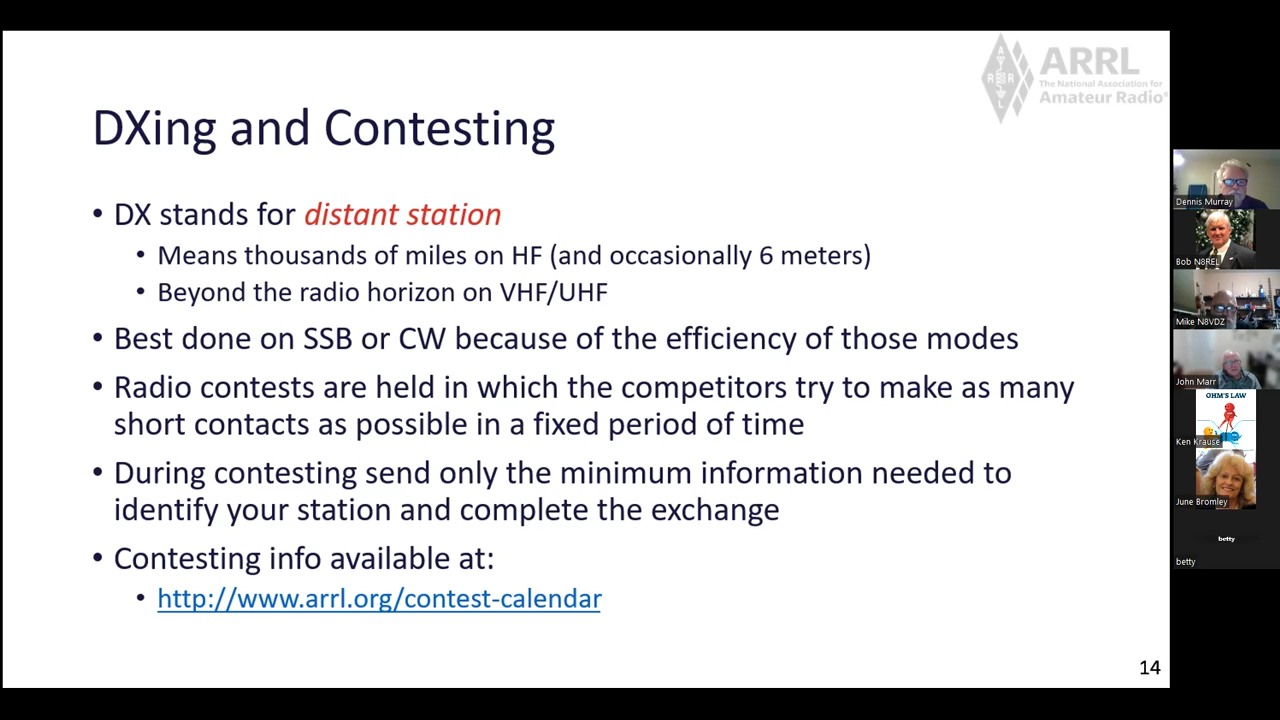 ARRL
The National Association for
Amateur Radio®
DXing and Contesting
• DX stands for distant station
• Means thousands of miles on HF (and occasionally 6 meters)
• Beyond the radio horizon on VHF/UHF
• Best done on SSB or CW because of the efficiency of those modes
• Radio contests are held in which the competitors try to make as many
short contacts as possible in a fixed period of time
• During contesting send only the minimum information needed to
identify your station and complete the exchange
• Contesting info available at:
• http://www.arrl.org/contest-calendar
14
Dennis Murray
Bob N8REL
Mike N8VDZ
John Marr
OHM'S LAW
Ken Krause
June Bromley
betty
betty